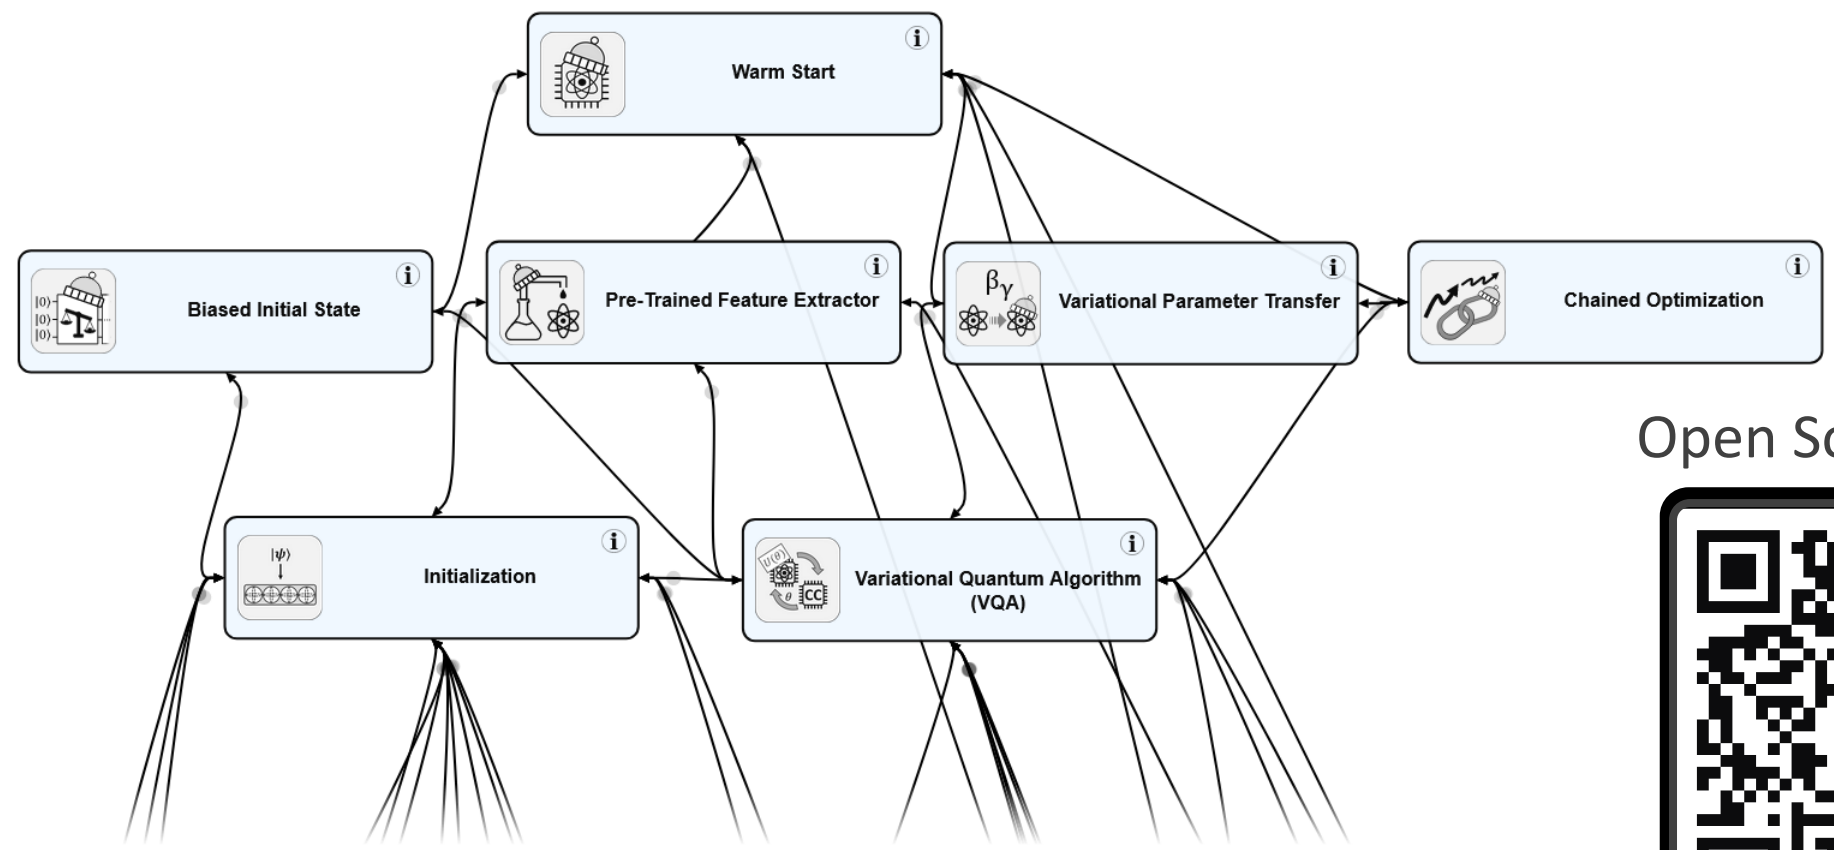 i
Warm Start
i
|0⟩
|0⟩
|0⟩
Biased Initial State
i
Pre-Trained Feature Extractor
i
βγ
Variational Parameter Transfer
i
Chained Optimization
Open
i
|ψ⟩
Initialization
i
U(θ)
θ
CC
Variational Quantum Algorithm
(VQA)